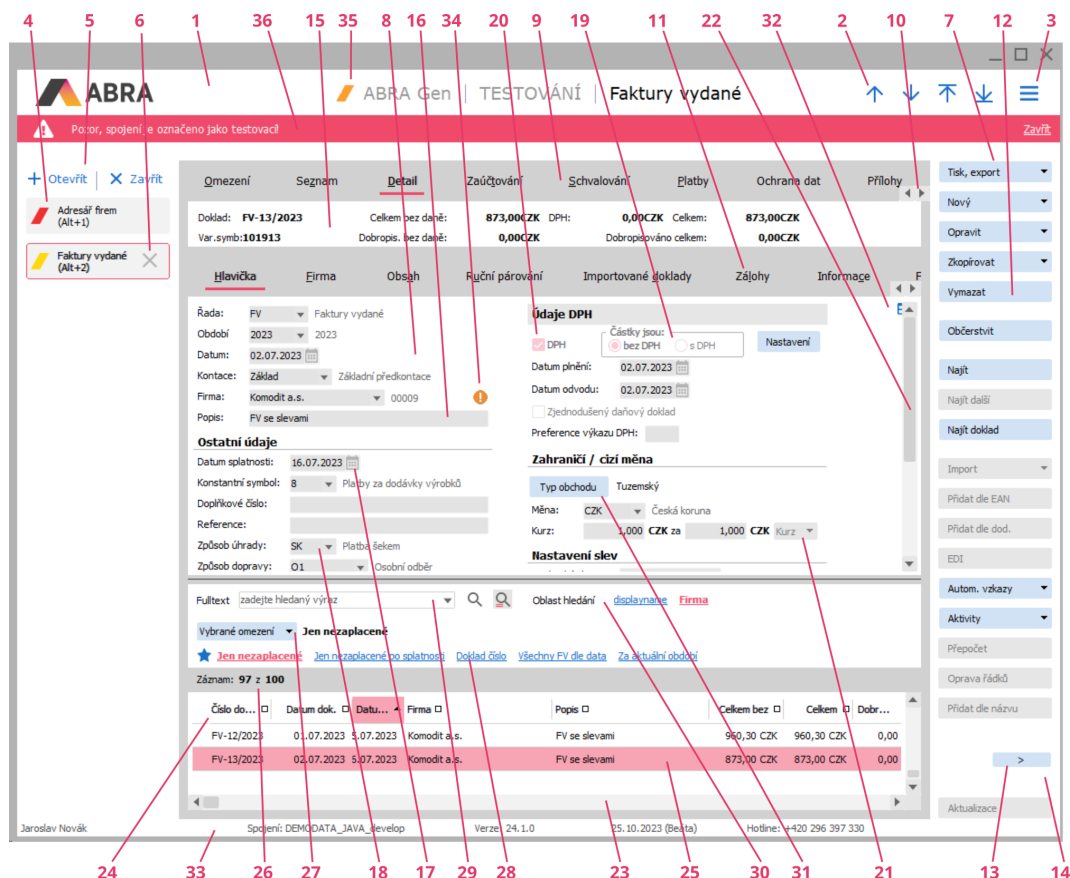 4 5 6 1 36 15 35 8 16 34 20 9 19 11 22 32 2 10 7 12 3
ABRA ABRA Gen | TESTOVÁNÍ | Faktury vydané
Pozor, spojení je označeno jako testovací! Zavřít
Otevřít Zavřít
Adresář firem
(Alt+1)
Faktury vydané
(Alt+2)
Omezení Seznam Detail Zaúčtování Schvalování Platby Ochrana dat Přílohy
Doklad: FV-13/2023 Celkem bez daně: 873,00CZK DPH: 0,00CZK Celkem: 873,00CZK
Var.symb:101913 Dobropis. bez daně: 0,00CZK Dobropisováno celkem: 0,00CZK
Hlavička Firma Obsah Ruční párování Importované doklady Zálohy Informace F
Řada: FV Faktury vydané
Období 2023 2023
Datum: 02.07.2023
Kontace: Základ Základní předkontace
Firma: Komodit a.s. 00009
Popis: FV se slevami
Ostatní údaje
Datum splatnosti: 16.07.2023
Konstantní symbol: 8 Platby za dodávky výrobků
Doplňkové číslo:
Reference:
Způsob úhrady: SK Platba šekem
Způsob dopravy: O1 Osobní odběr
Údaje DPH
DPH Částky jsou: bez DPH s DPH Nastavení
Datum plnění: 02.07.2023
Datum odvodu: 02.07.2023
Zjednodušený daňový doklad
Preference výkazu DPH:
Zahraničí / cizí měna
Typ obchodu Tuzemský
Měna: CZK Česká koruna
Kurz: 1,000 CZK za 1,000 CZK Kurz
Nastavení slev
Fulltext zadejte hledaný výraz Oblast hledání displayname Firma
Vybrané omezení Jen nezaplacené
Jen nezaplacené Jen nezaplacené po splatnosti Doklad číslo Všechny FV dle data Za aktuální období
Záznam: 97 z 100
Číslo do... Datum dok. Datu... Firma Popis Celkem bez Celkem Dobr...
FV-12/2023 01.07.2023 5.07.2023 Komodit a.s. FV se slevami 960,30 CZK 960,30 CZK 0,00
FV-13/2023 02.07.2023 6.07.2023 Komodit a.s. FV se slevami 873,00 CZK 873,00 CZK 0,00
Tisk, export
Nový
Opravit
Zkopírovat
Vymazat
Občerstvit
Najít
Najít další
Najít doklad
Import
Přidat dle EAN
Přidat dle dod.
EDI
Autom. vzkazy
Aktivity
Přepočet
Oprava řádků
Přidat dle názvu
>
Aktualizace
Jaroslav Novák Spojení: DEMODATA_JAVA_develop Verze: 24.1.0 25.10.2023 (Beáta) Hotline: +420 296 397 330
24 33 26 27 18 17 29 28 23 25 30 31 21 13 14